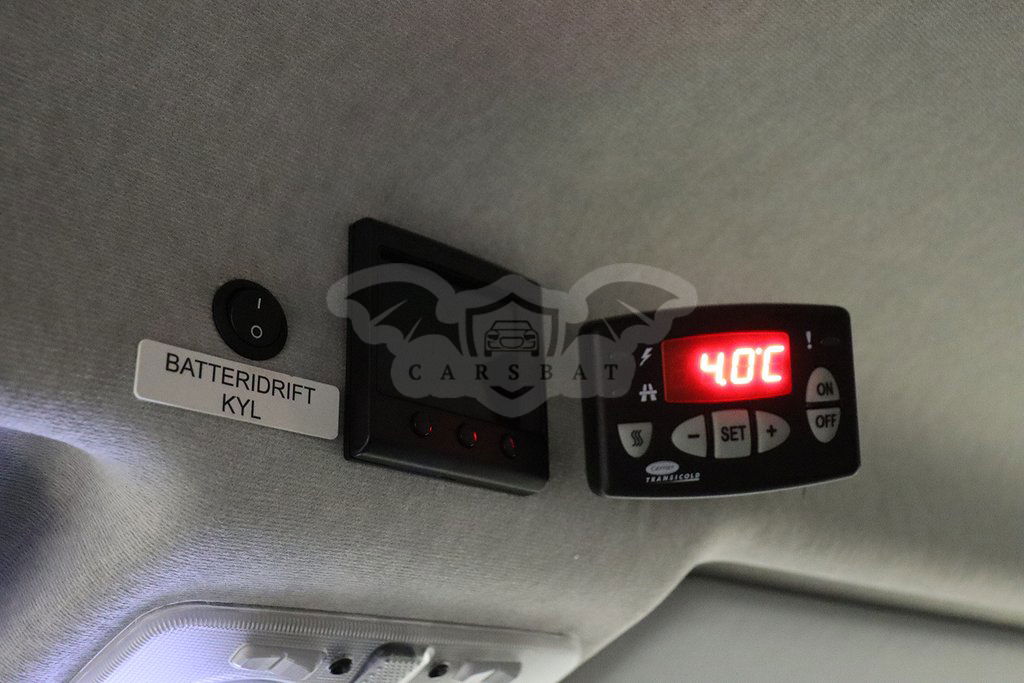 BATTERIDRIFT
KYL
CARSBAT
4.0°C
!
ON
OFF
- SET +
Carrier
TRANSICOLD
I
O